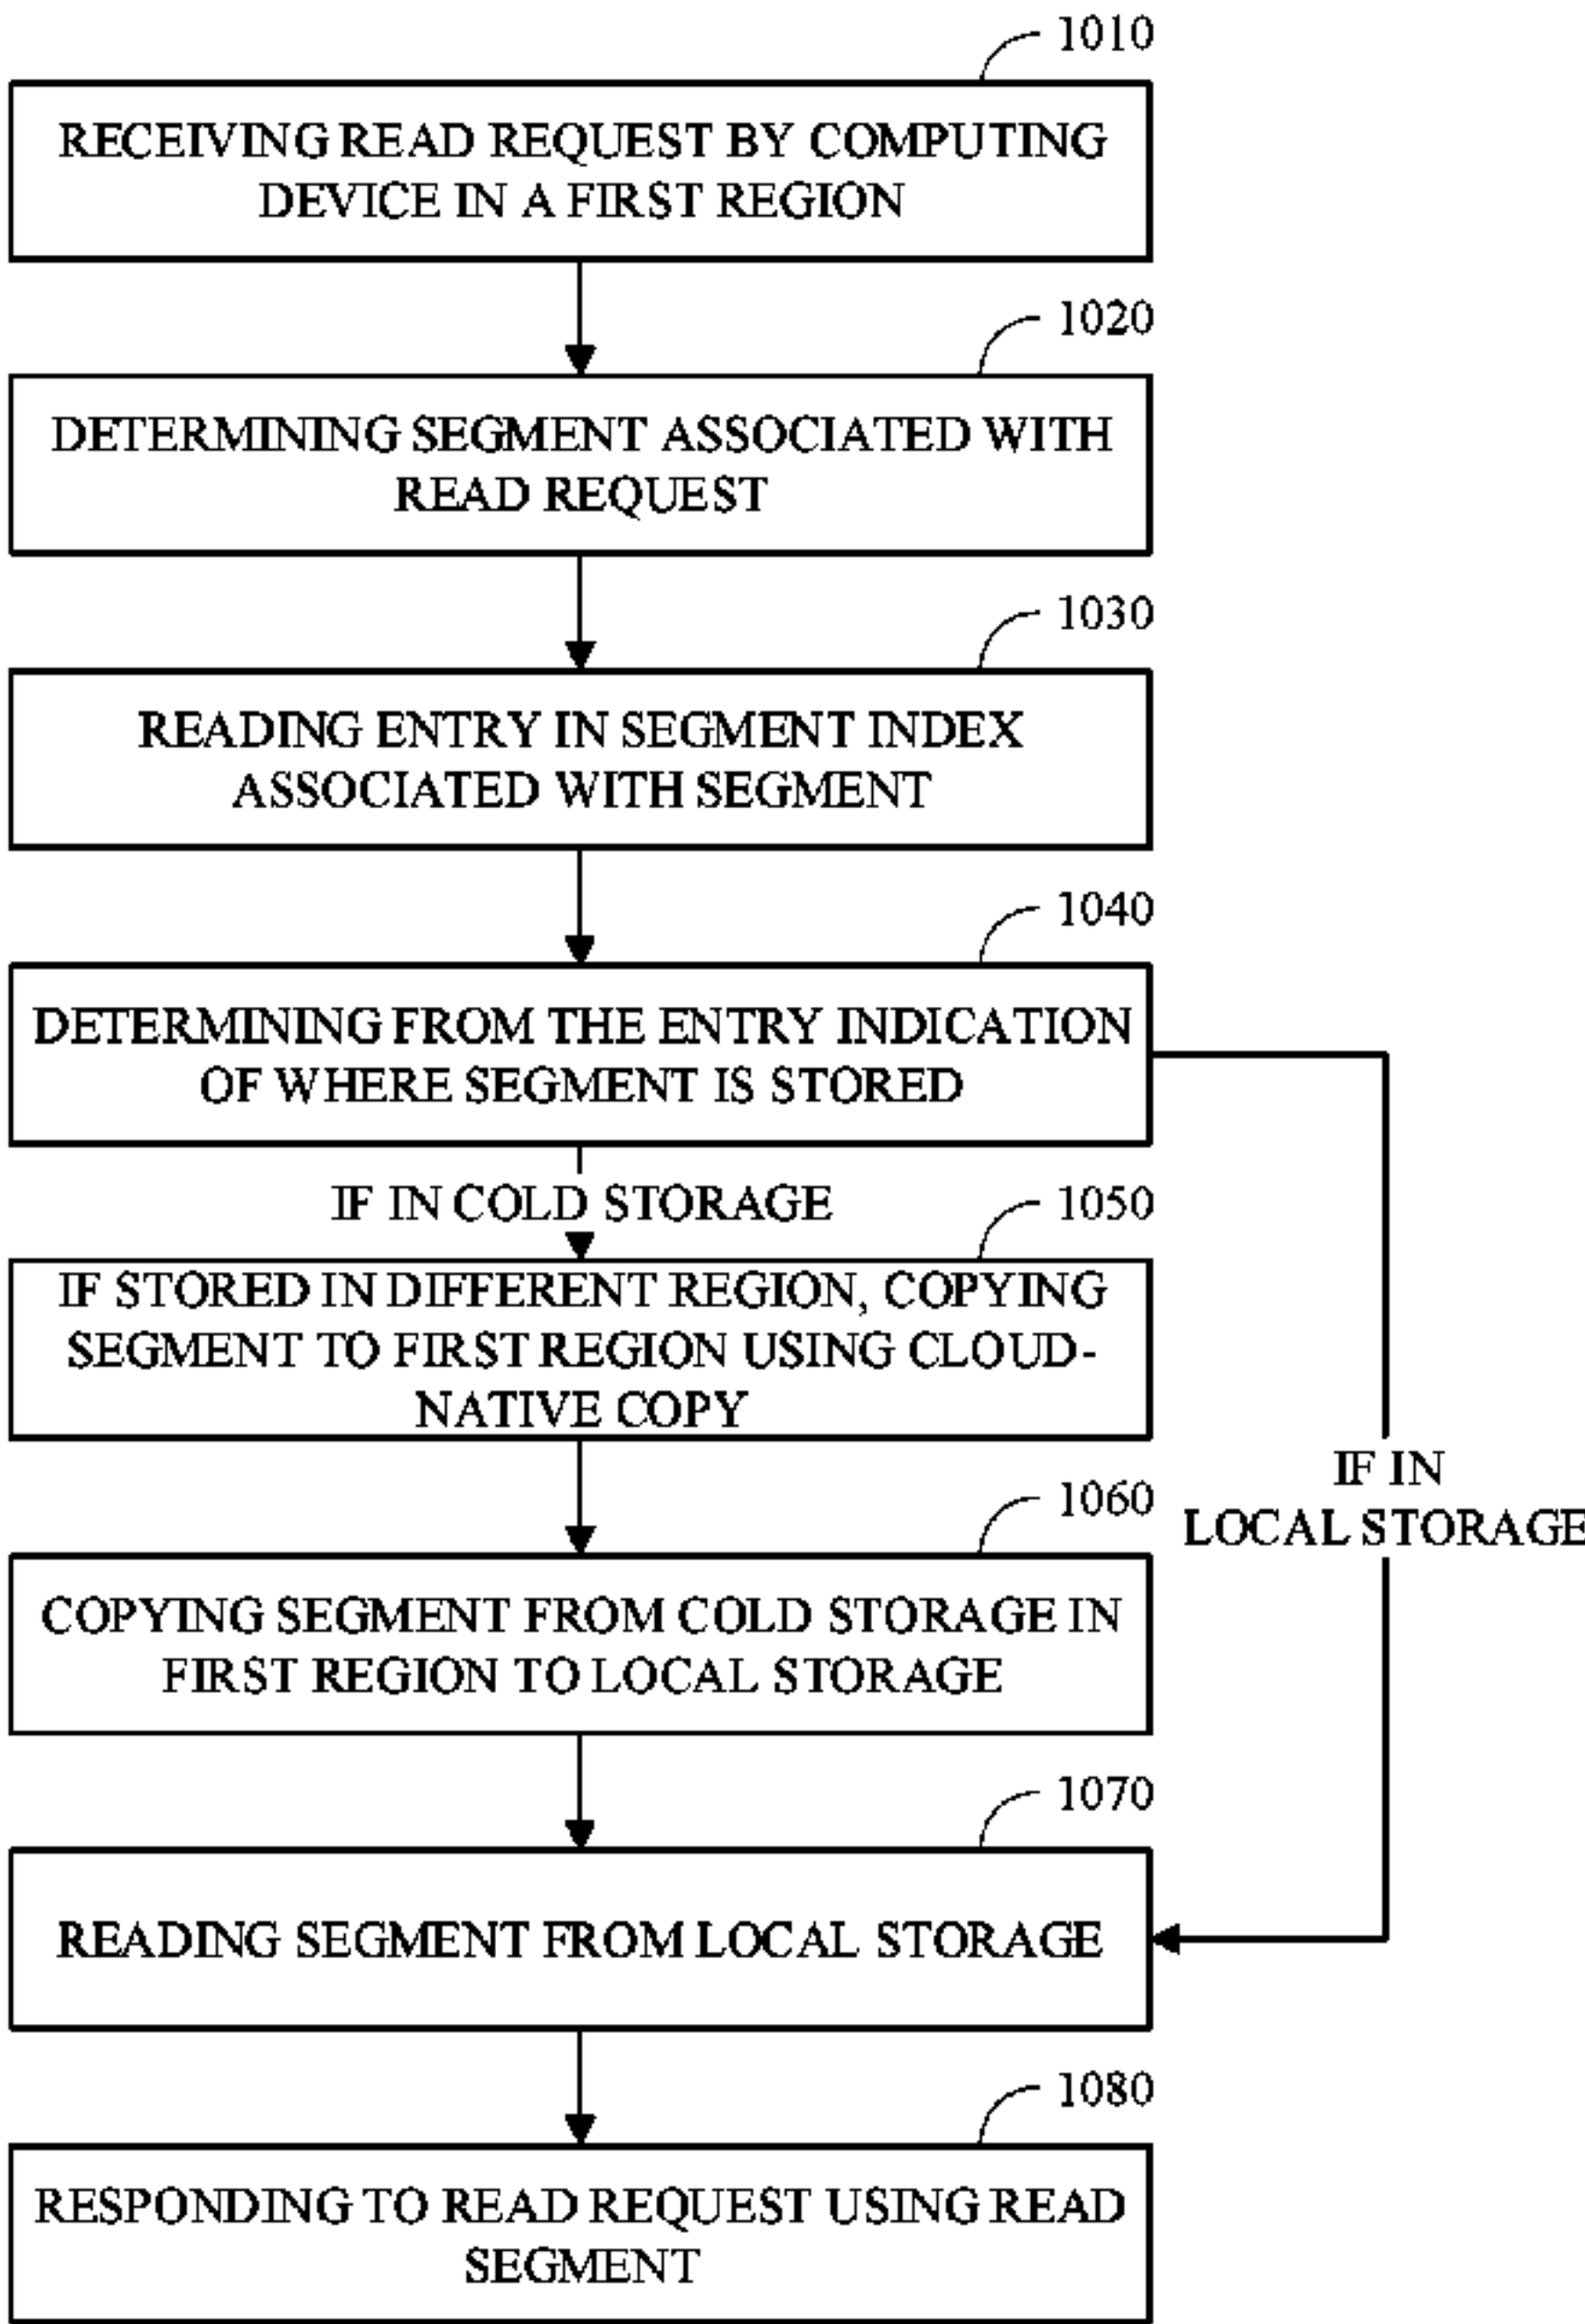 1010
RECEIVING READ REQUEST BY COMPUTING
DEVICE IN A FIRST REGION
1020
DETERMINING SEGMENT ASSOCIATED WITH
READ REQUEST
1030
READING ENTRY IN SEGMENT INDEX
ASSOCIATED WITH SEGMENT
1040
DETERMINING FROM THE ENTRY INDICATION
OF WHERE SEGMENT IS STORED
IF IN COLD STORAGE
1050
IF STORED IN DIFFERENT REGION, COPYING
SEGMENT TO FIRST REGION USING CLOUD-
NATIVE COPY
IF IN
LOCAL STORAGE
1060
COPYING SEGMENT FROM COLD STORAGE IN
FIRST REGION TO LOCAL STORAGE
1070
READING SEGMENT FROM LOCAL STORAGE
1080
RESPONDING TO READ REQUEST USING READ
SEGMENT